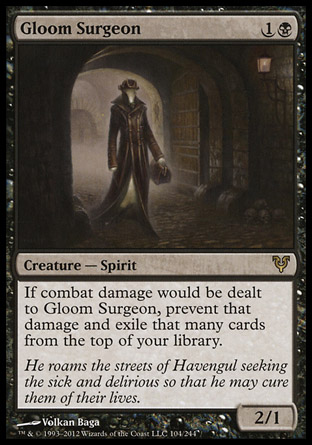 Gloom Surgeon 1
Creature — Spirit
If combat damage would be dealt
to Gloom Surgeon, prevent that
damage and exile that many cards
from the top of your library.
He roams the streets of Havengul seeking
the sick and delirious so that he may cure
them of their lives.
2/1
Volkan Baga
™ & © 1993–2012 Wizards of the Coast LLC 104/244